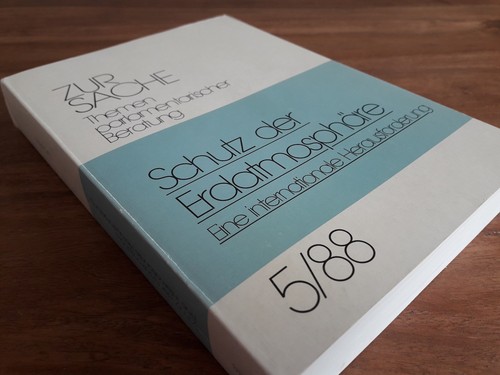 ZUR
SACHE
Themen
parlamentarischer
Beratung
Schutz der
Erdatmosphäre
Eine internationale Herausforderung
5/88